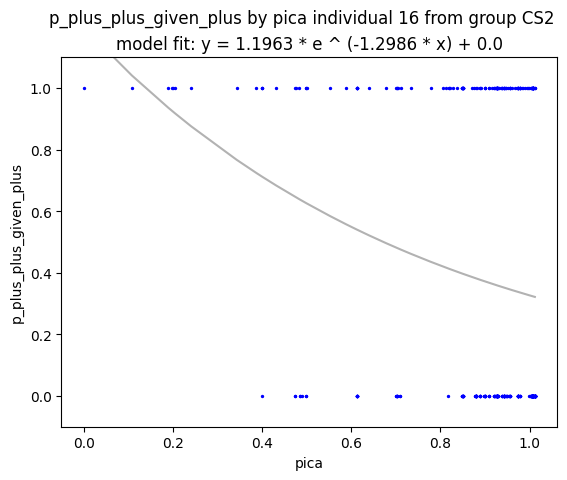 p_plus_plus_given_plus by pica individual 16 from group CS2
model fit: y = 1.1963 * e ^ (-1.2986 * x) + 0.0
1.0
0.8
0.6
0.4
0.2
0.0
p_plus_plus_given_plus
0.0 0.2 0.4 0.6 0.8 1.0
pica